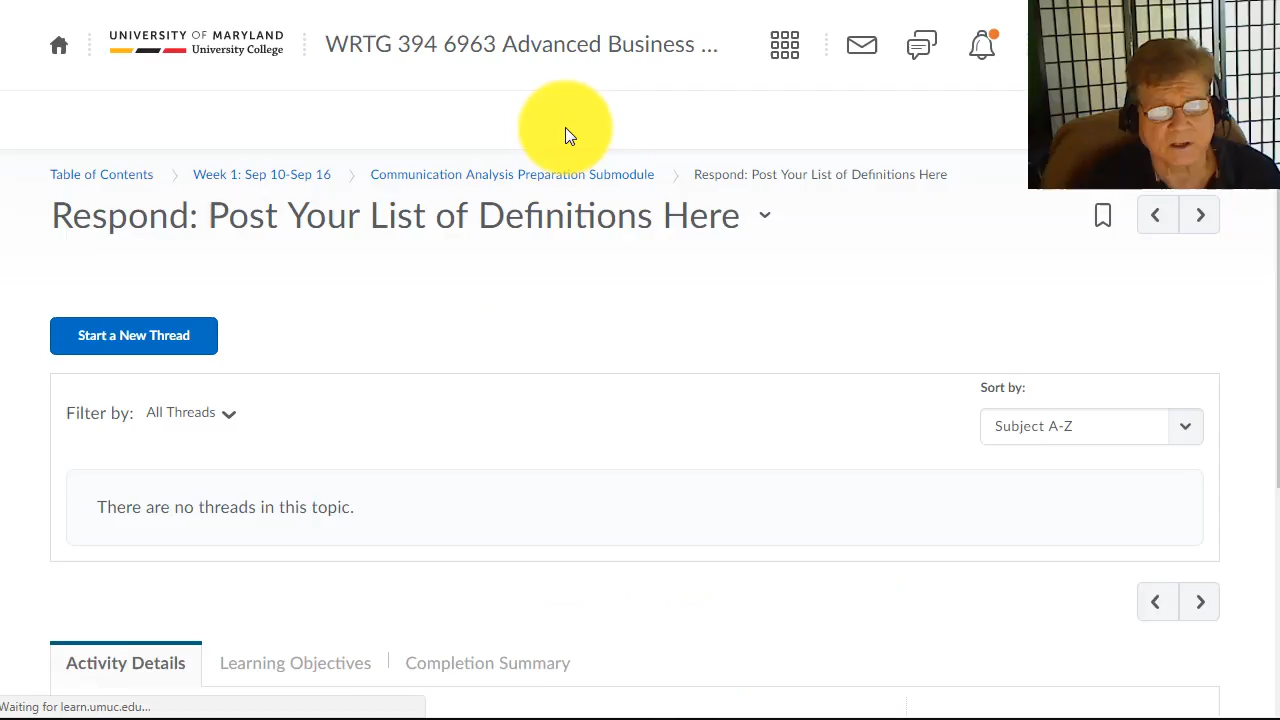 UNIVERSITY OF MARYLAND
University College
WRTG 394 6963 Advanced Business ...
Table of Contents
Week 1: Sep 10-Sep 16
Communication Analysis Preparation Submodule
Respond: Post Your List of Definitions Here
Respond: Post Your List of Definitions Here
Start a New Thread
Sort by:
Filter by: All Threads
Subject A-Z
There are no threads in this topic.
Activity Details
Learning Objectives
Completion Summary
Waiting for learn.umuc.edu...